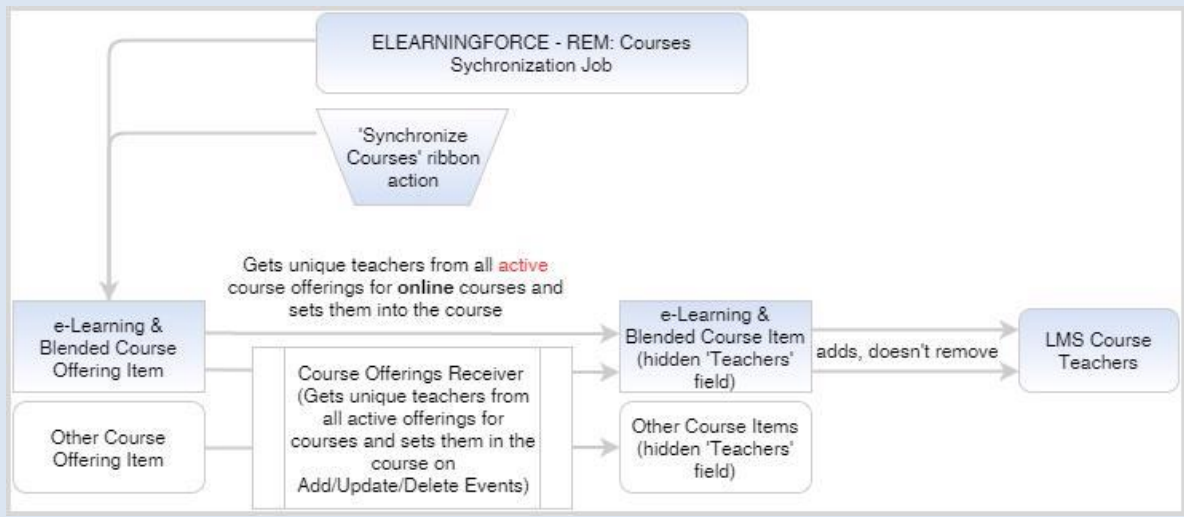 ELEARNINGFORCE - REM: Courses
Sychronization Job
'Synchronize
Courses' ribbon
action
Gets unique teachers from all active
course offerings for online courses and
sets them into the course
e-Learning &
Blended Course
Offering Item
e-Learning &
Blended Course Item
(hidden 'Teachers'
field)
adds, doesn't remove
LMS Course
Teachers
Course Offerings Receiver
(Gets unique teachers from
all active offerings for
courses and sets them in the
course on
Add/Update/Delete Events)
Other Course
Offering Item
Other Course Items
(hidden 'Teachers'
field)